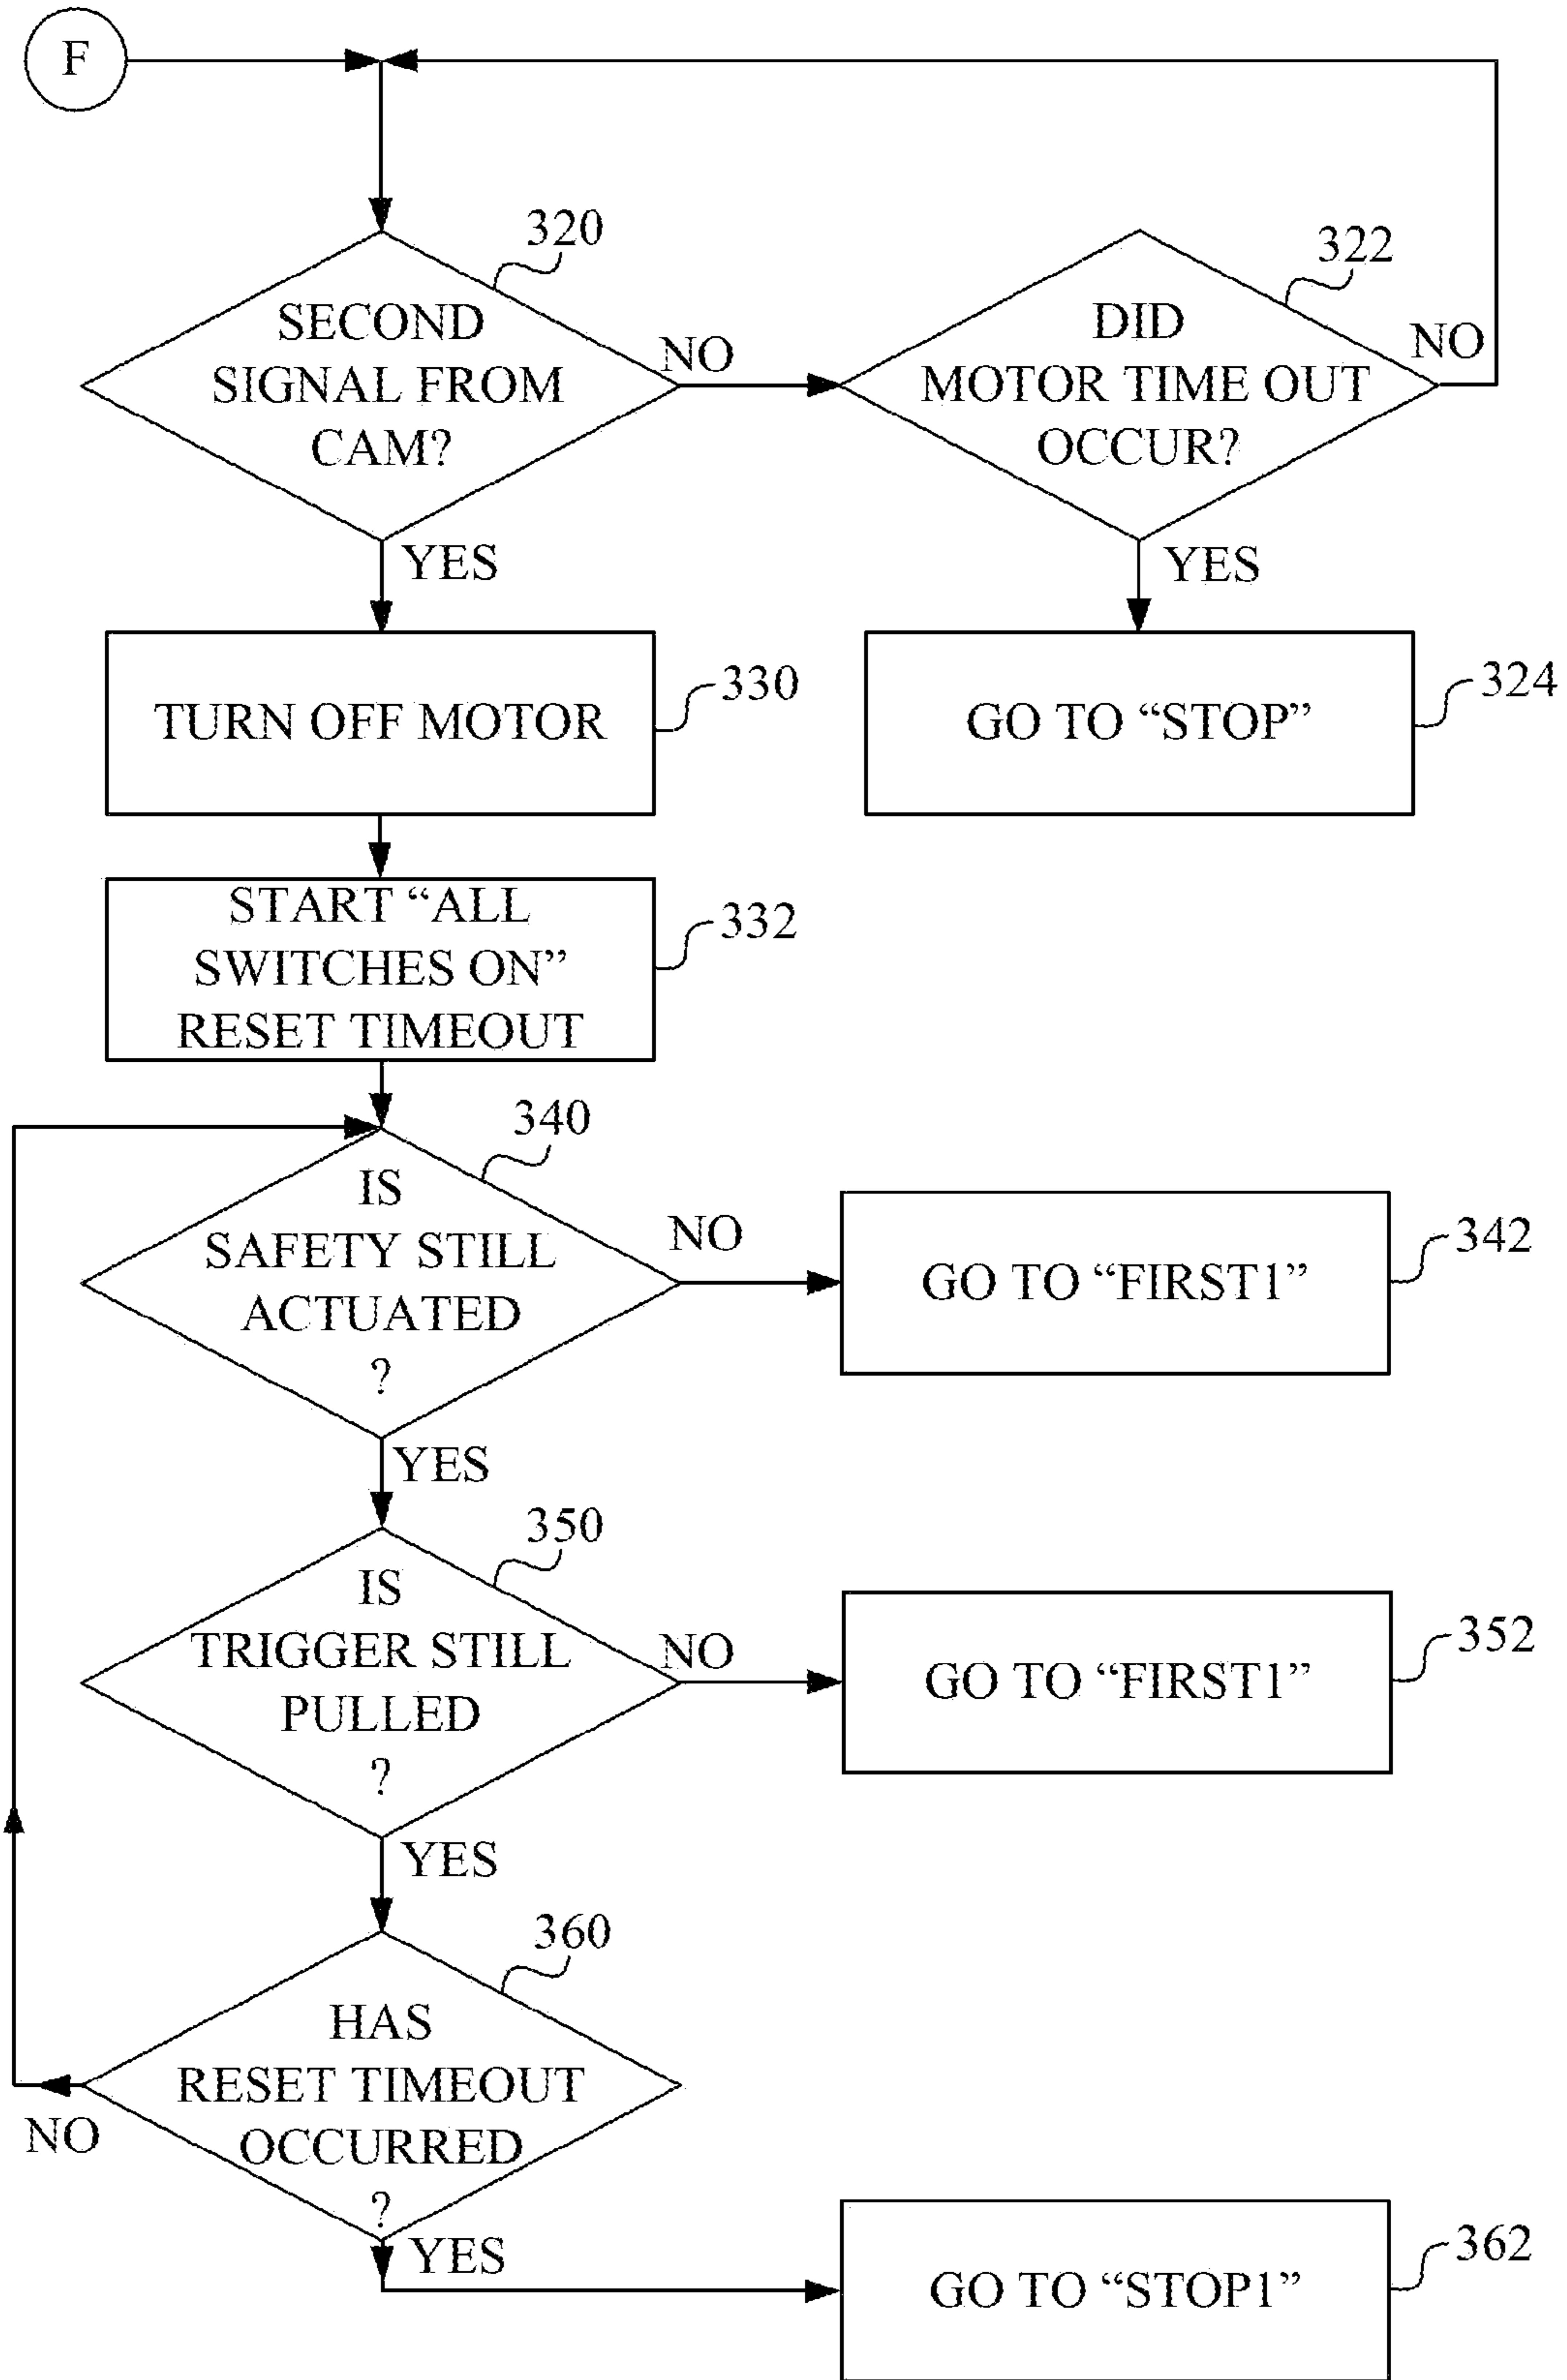 F
320
SECOND
SIGNAL FROM
CAM?
NO
322
DID
MOTOR TIME OUT
OCCUR?
NO
YES
YES
330
TURN OFF MOTOR
324
GO TO “STOP”
332
START “ALL
SWITCHES ON”
RESET TIMEOUT
340
IS
SAFETY STILL
ACTUATED
?
NO
342
GO TO “FIRST1”
YES
350
IS
TRIGGER STILL
PULLED
?
NO
352
GO TO “FIRST1”
YES
360
HAS
RESET TIMEOUT
OCCURRED
?
NO
YES
362
GO TO “STOP1”